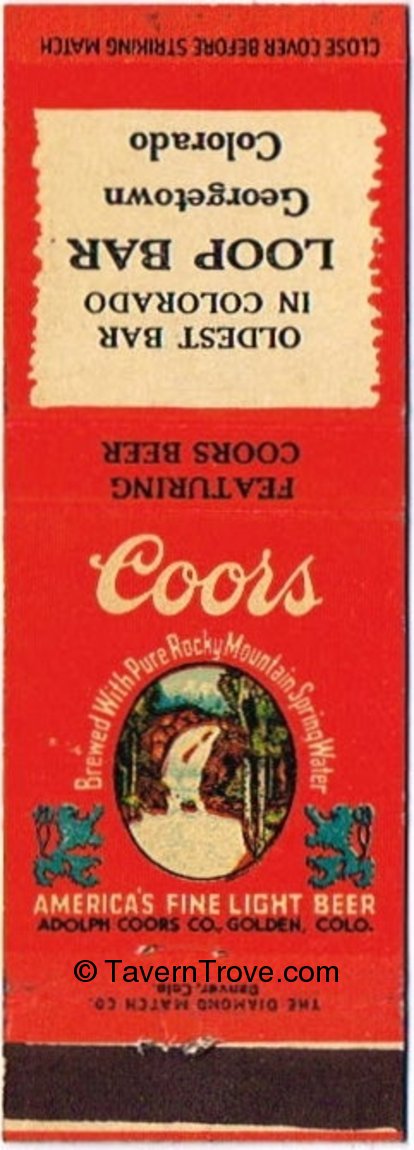 CLOSE COVER BEFORE STRIKING MATCH
OLDEST BAR
IN COLORADO
LOOP BAR
Georgetown
Colorado
FEATURING
COORS BEER
Coors
Brewed With Pure Rocky Mountain Spring Water
AMERICA'S FINE LIGHT BEER
ADOLPH COORS CO., GOLDEN, COLO.
© TavernTrove.com
THE DIAMOND MATCH CO.
Denver, Colo.